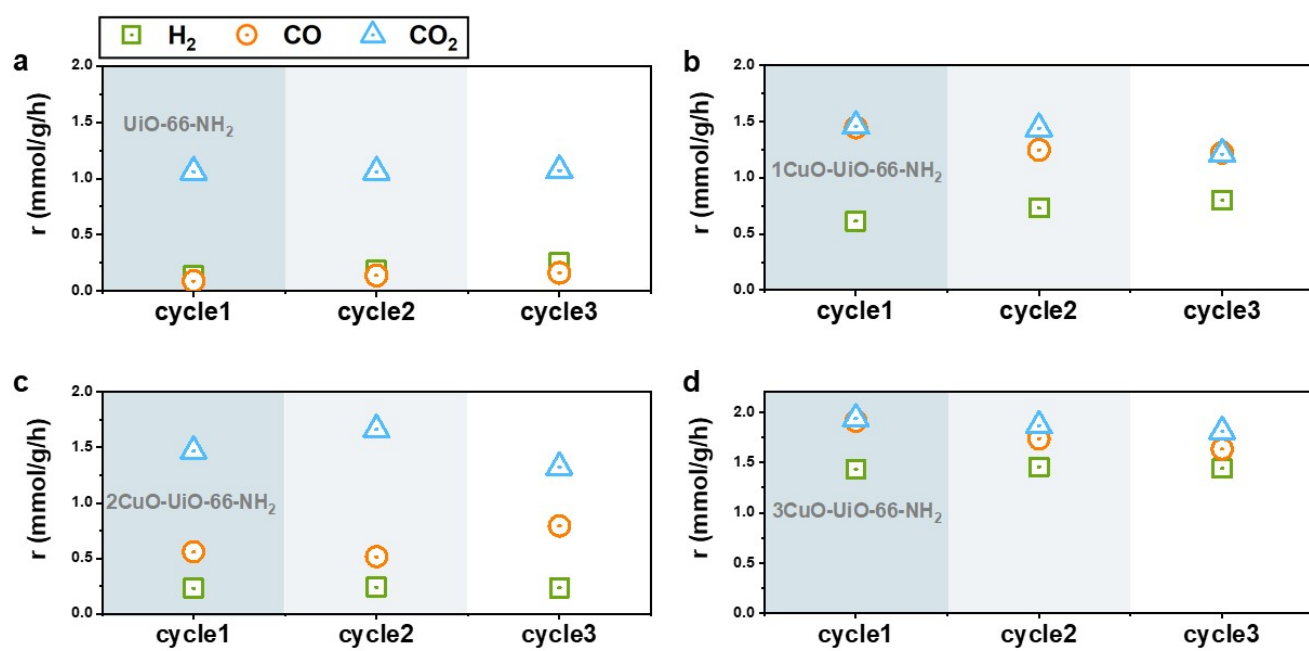 H2 CO CO2
a
2.0
1.5
1.0
0.5
0.0
r (mmol/g/h)
UiO-66-NH2
cycle1 cycle2 cycle3
b
2.0
1.5
1.0
0.5
0.0
r (mmol/g/h)
1CuO-UiO-66-NH2
cycle1 cycle2 cycle3
c
2.0
1.5
1.0
0.5
0.0
r (mmol/g/h)
2CuO-UiO-66-NH2
cycle1 cycle2 cycle3
d
2.0
1.5
1.0
0.5
0.0
r (mmol/g/h)
3CuO-UiO-66-NH2
cycle1 cycle2 cycle3